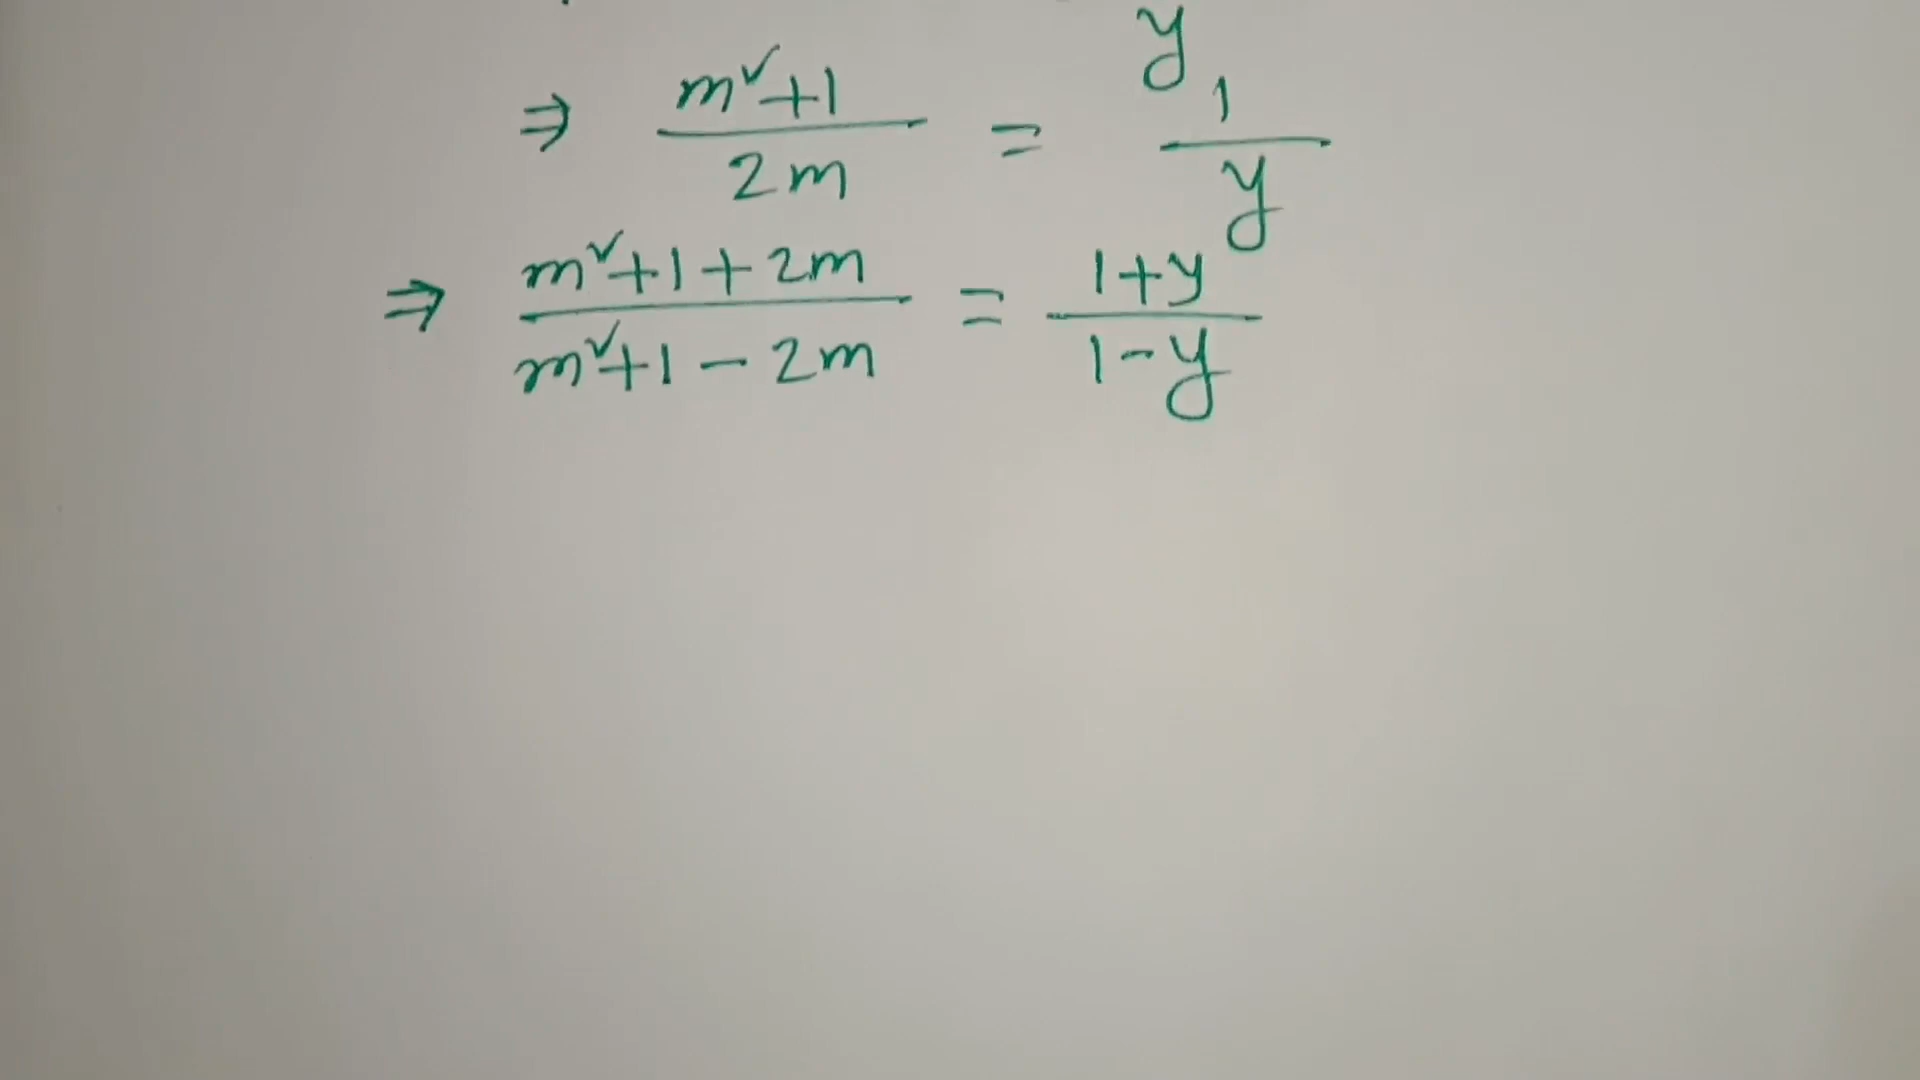 y
⇒ m²+1 / 2m = 1 / y
⇒ m²+1+2m / m²+1-2m = 1+y / 1-y